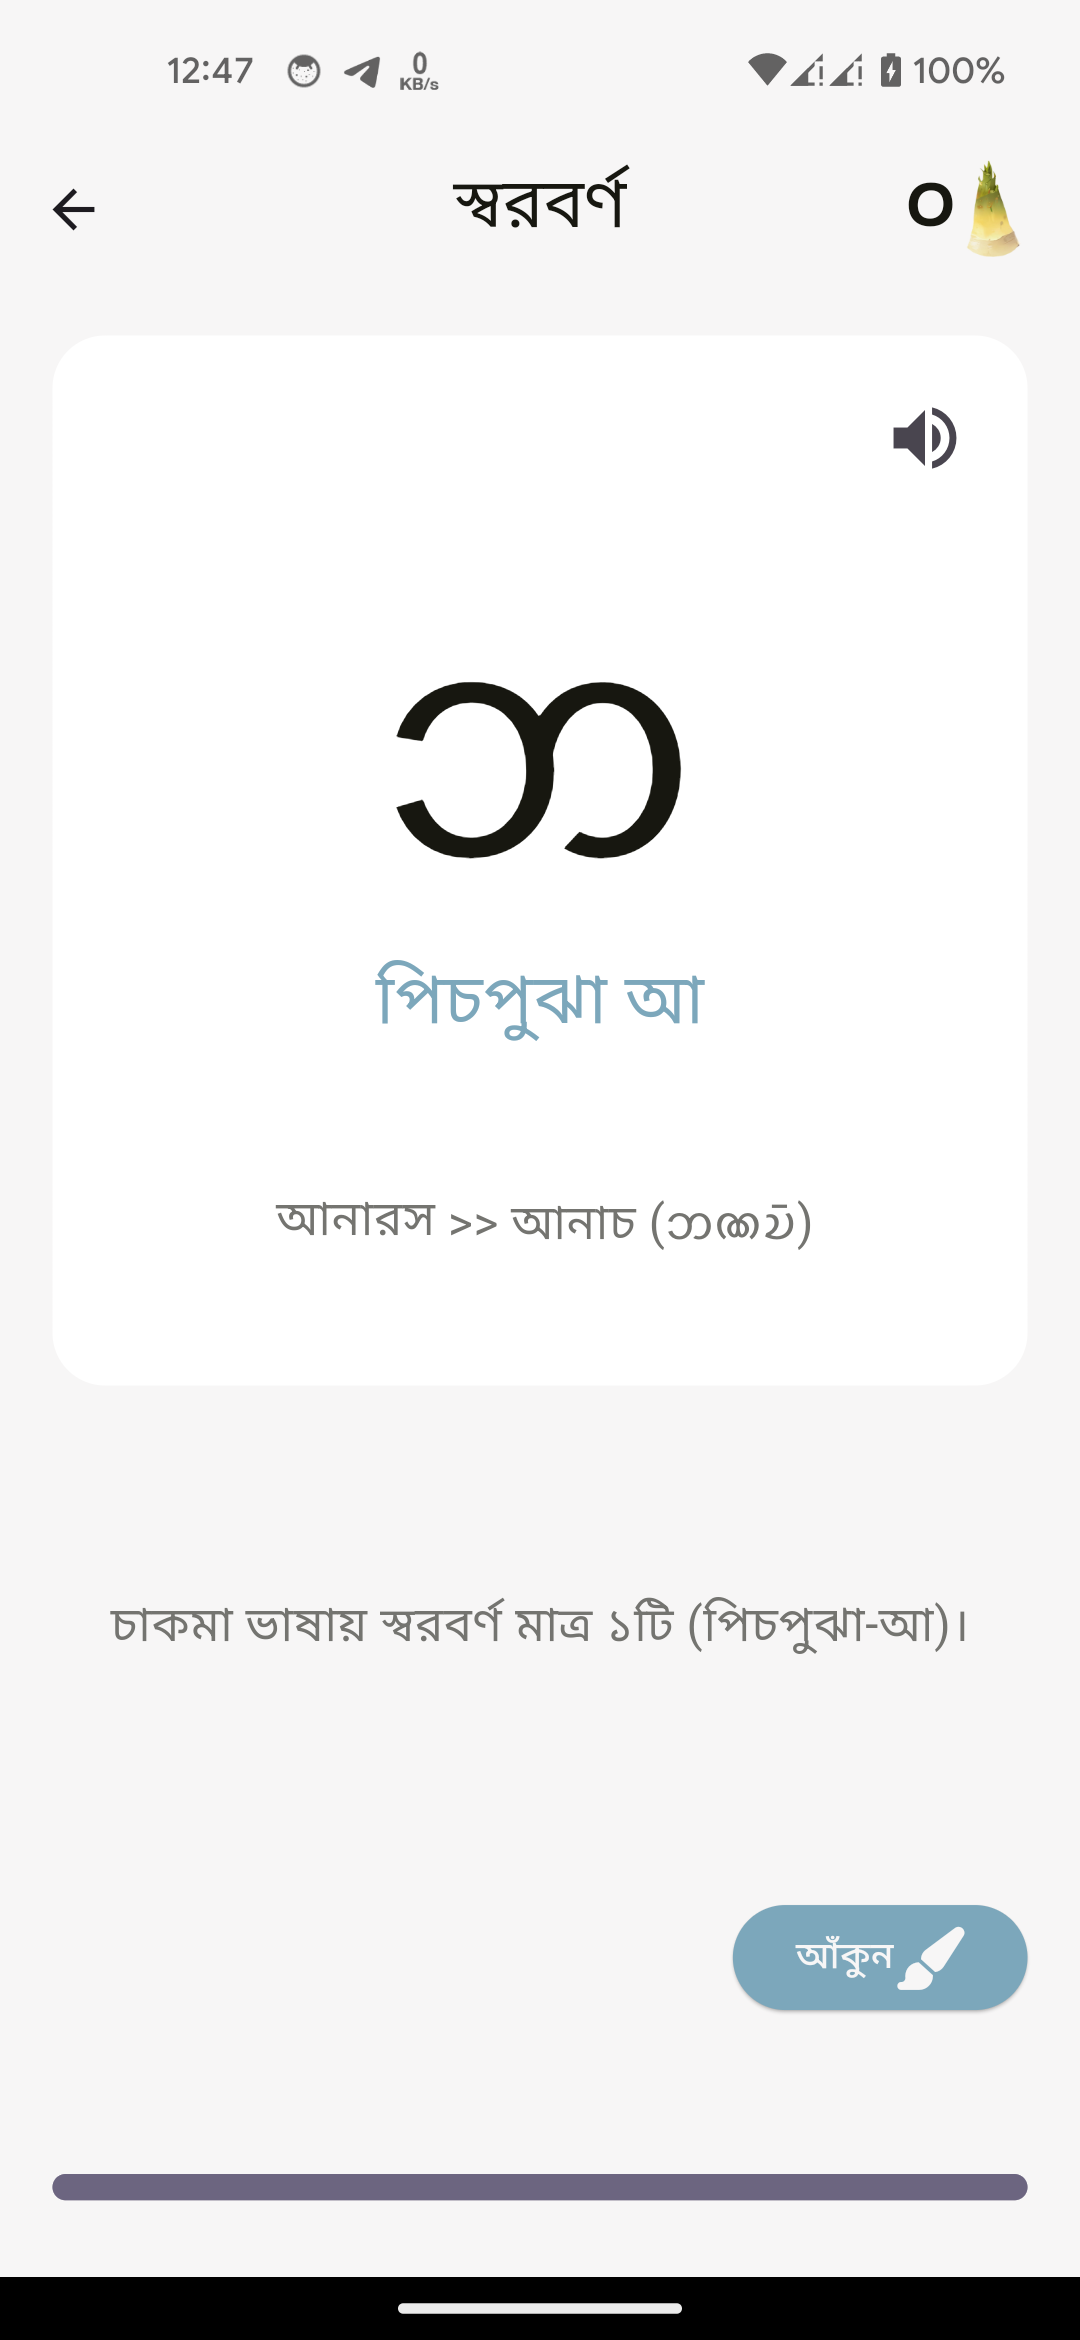 12:47 0 KB/s 100%
স্বরবর্ণ 0
𑄃
পিচপুঝা আ
আনারস >> আনাচ (𑄃𑄚𑄌𑄴)
চাকমা ভাষায় স্বরবর্ণ মাত্র ১টি (পিচপুঝা-আ)।
আঁকুন